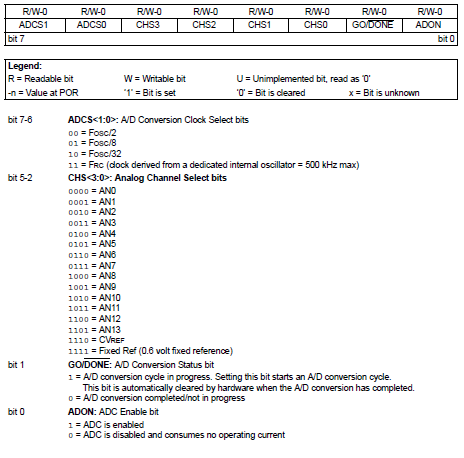 R/W-0 R/W-0 R/W-0 R/W-0 R/W-0 R/W-0 R/W-0 R/W-0
ADCS1 ADCS0 CHS3 CHS2 CHS1 CHS0 GO/DONE ADON
bit 7 bit 0
Legend:
R = Readable bit W = Writable bit U = Unimplemented bit, read as '0'
-n = Value at POR '1' = Bit is set '0' = Bit is cleared x = Bit is unknown
bit 7-6 ADCS<1:0>: A/D Conversion Clock Select bits
00 = FOSC/2
01 = FOSC/8
10 = FOSC/32
11 = FRC (clock derived from a dedicated internal oscillator = 500 kHz max)
bit 5-2 CHS<3:0>: Analog Channel Select bits
0000 = AN0
0001 = AN1
0010 = AN2
0011 = AN3
0100 = AN4
0101 = AN5
0110 = AN6
0111 = AN7
1000 = AN8
1001 = AN9
1010 = AN10
1011 = AN11
1100 = AN12
1101 = AN13
1110 = CVREF
1111 = Fixed Ref (0.6 volt fixed reference)
bit 1 GO/DONE: A/D Conversion Status bit
1 = A/D conversion cycle in progress. Setting this bit starts an A/D conversion cycle.
This bit is automatically cleared by hardware when the A/D conversion has completed.
0 = A/D conversion completed/not in progress
bit 0 ADON: ADC Enable bit
1 = ADC is enabled
0 = ADC is disabled and consumes no operating current